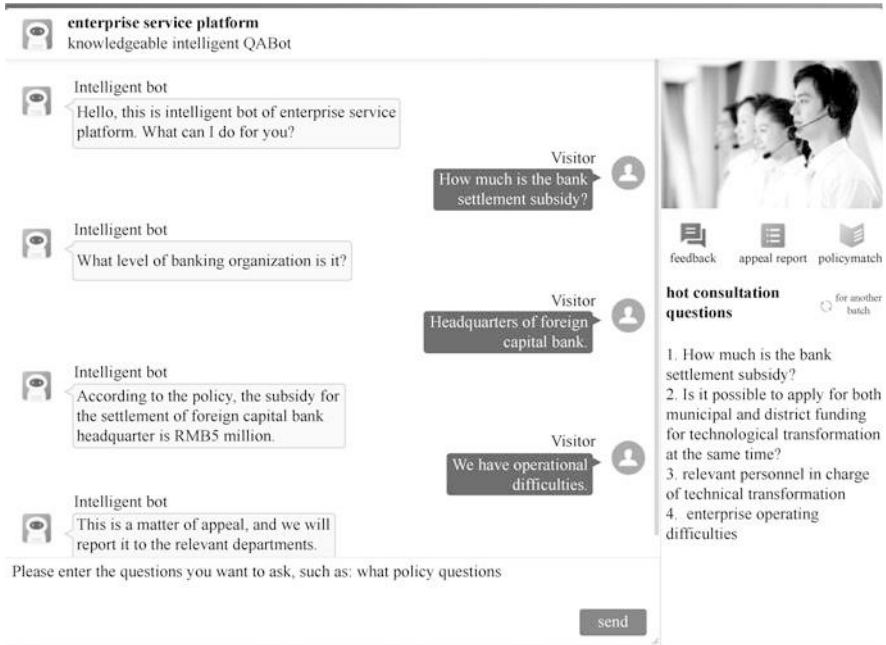 enterprise service platform
knowledgeable intelligent QABot
Intelligent bot
Hello, this is intelligent bot of enterprise service
platform. What can I do for you?
Visitor
How much is the bank
settlement subsidy?
Intelligent bot
What level of banking organization is it?
Visitor
Headquarters of foreign
capital bank.
Intelligent bot
According to the policy, the subsidy for
the settlement of foreign capital bank
headquarter is RMB5 million.
Visitor
We have operational
difficulties.
Intelligent bot
This is a matter of appeal, and we will
report it to the relevant departments.
Please enter the questions you want to ask, such as: what policy questions
send
feedback
appeal report
policymatch
hot consultation
questions
for another
batch
1. How much is the bank
settlement subsidy?
2. Is it possible to apply for both
municipal and district funding
for technological transformation
at the same time?
3. relevant personnel in charge
of technical transformation
4. enterprise operating
difficulties